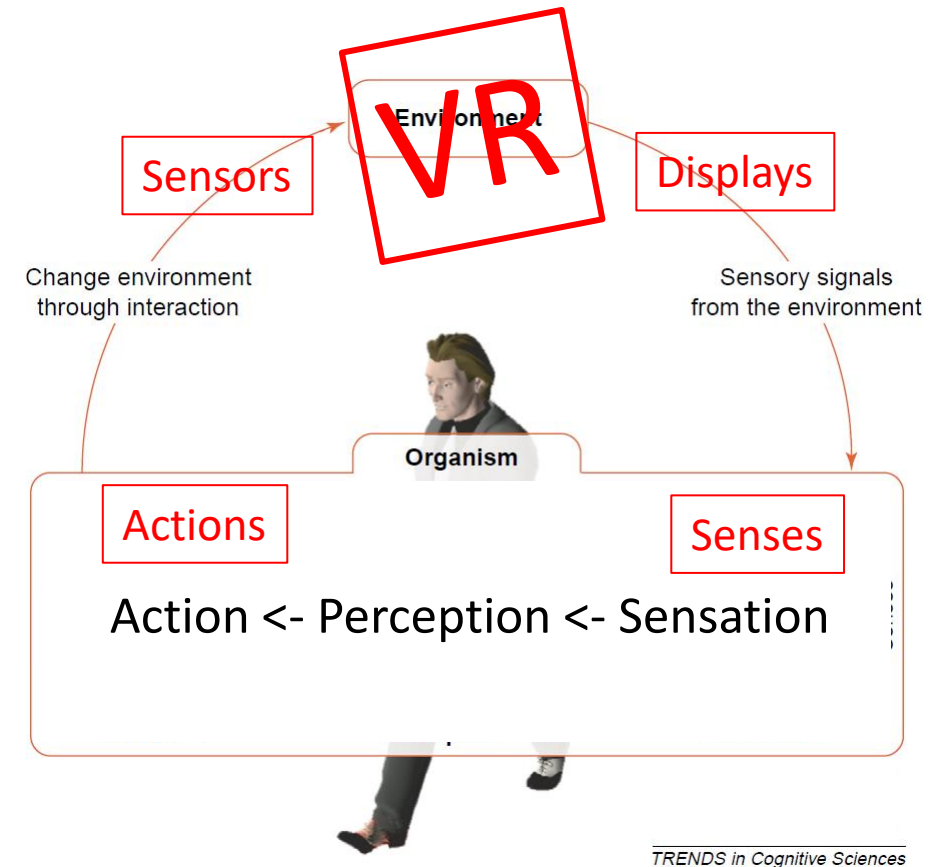 VR
Environment
Sensors
Displays
Change environment
through interaction
Sensory signals
from the environment
Organism
Actions
Senses
Action <- Perception <- Sensation
TRENDS in Cognitive Sciences